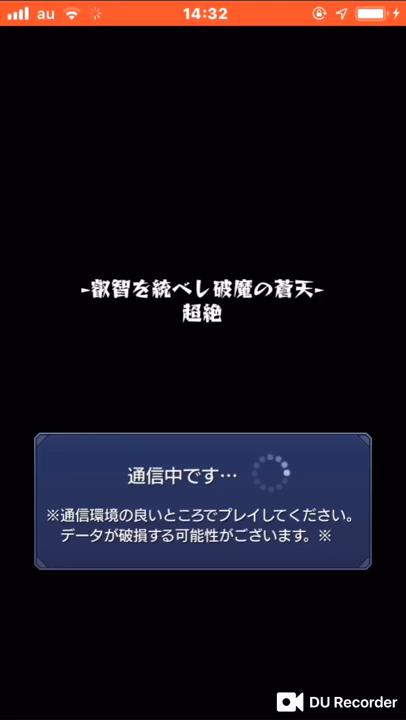 au 14:32
-叡智を統べし破魔の蒼天-
超絶
通信中です…
※通信環境の良いところでプレイしてください。
データが破損する可能性がございます。※
DU Recorder